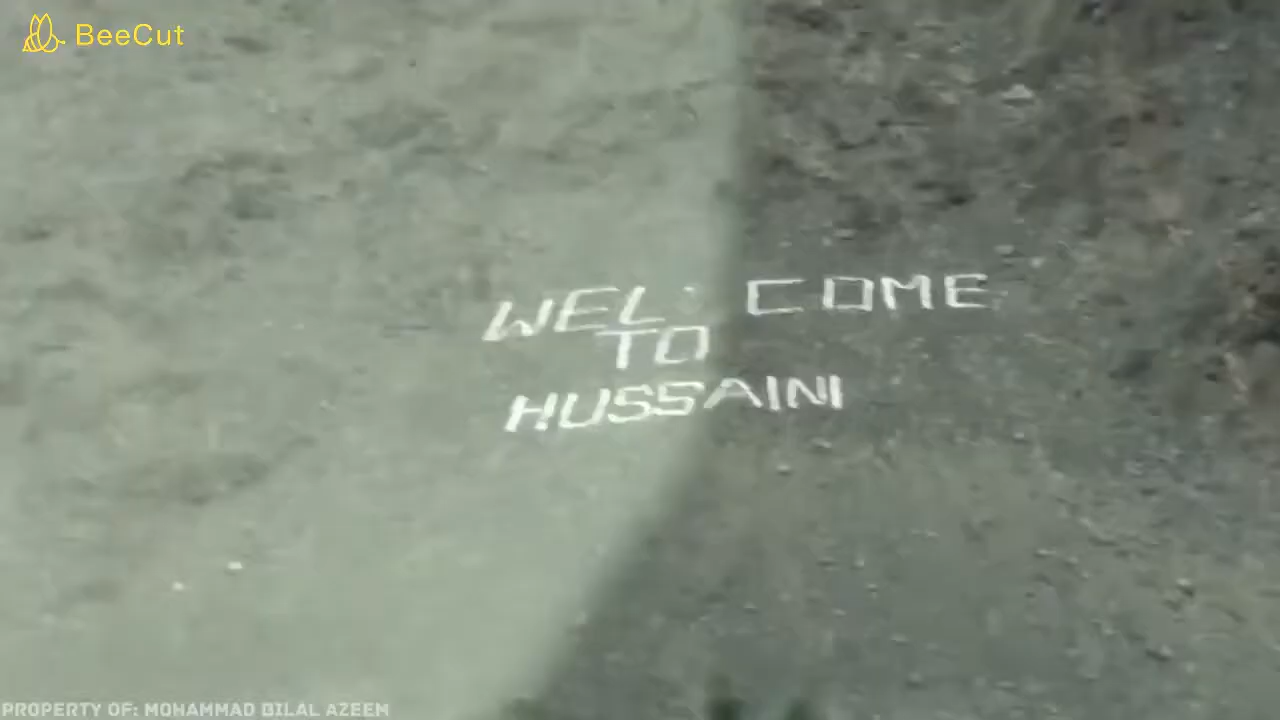 BeeCut
WEL COME
TO
HUSSAINI
PROPERTY OF: MOHAMMAD BILAL AZEEM